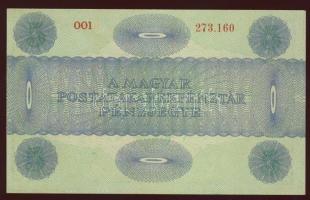 001 273.160
A MAGYAR
POSTATAKARÉKPÉNZTÁR
PÉNZJEGYE